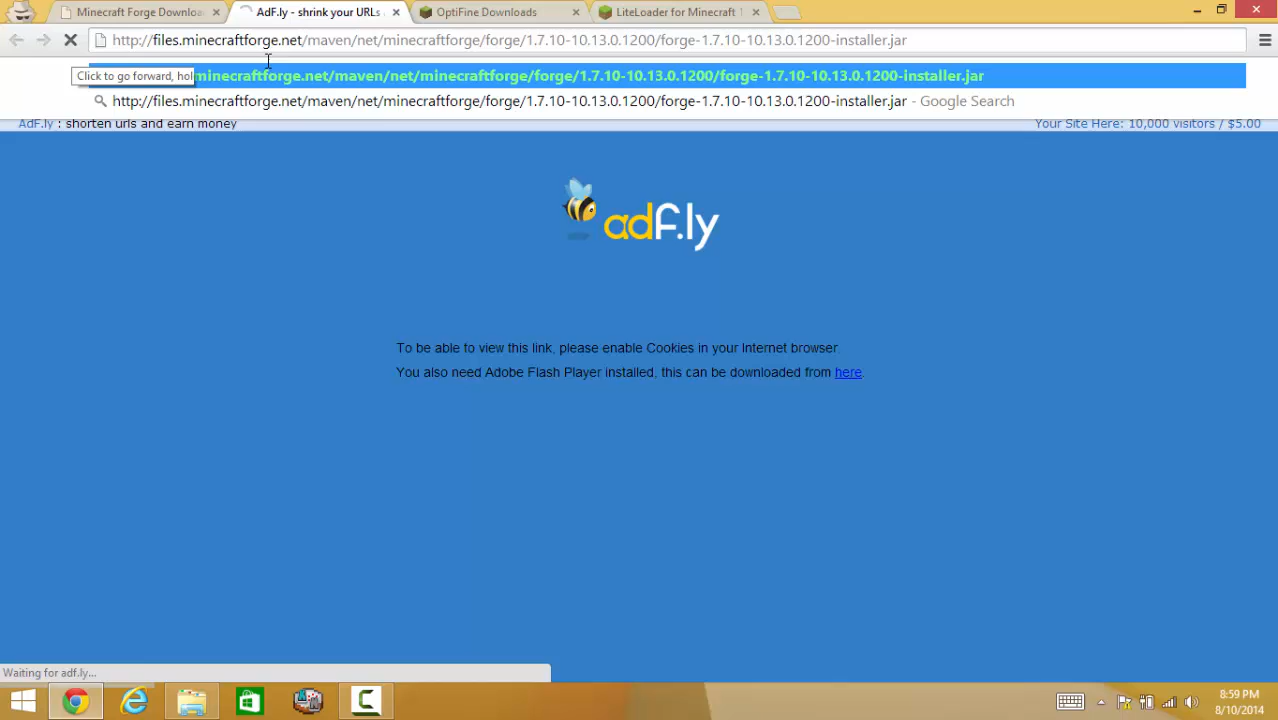 Minecraft Forge Downloa
AdF.ly - shrink your URLs
OptiFine Downloads
LiteLoader for Minecraft 1
http://files.minecraftforge.net/maven/net/minecraftforge/forge/1.7.10-10.13.0.1200/forge-1.7.10-10.13.0.1200-installer.jar
Click to go forward, hol
minecraftforge.net/maven/net/minecraftforge/forge/1.7.10-10.13.0.1200/forge-1.7.10-10.13.0.1200-installer.jar
http://files.minecraftforge.net/maven/net/minecraftforge/forge/1.7.10-10.13.0.1200/forge-1.7.10-10.13.0.1200-installer.jar - Google Search
AdF.ly : shorten urls and earn money
Your Site Here: 10,000 visitors / $5.00
adf.ly
To be able to view this link, please enable Cookies in your Internet browser.
You also need Adobe Flash Player installed, this can be downloaded from here.
Waiting for adf.ly...
8:59 PM
8/10/2014